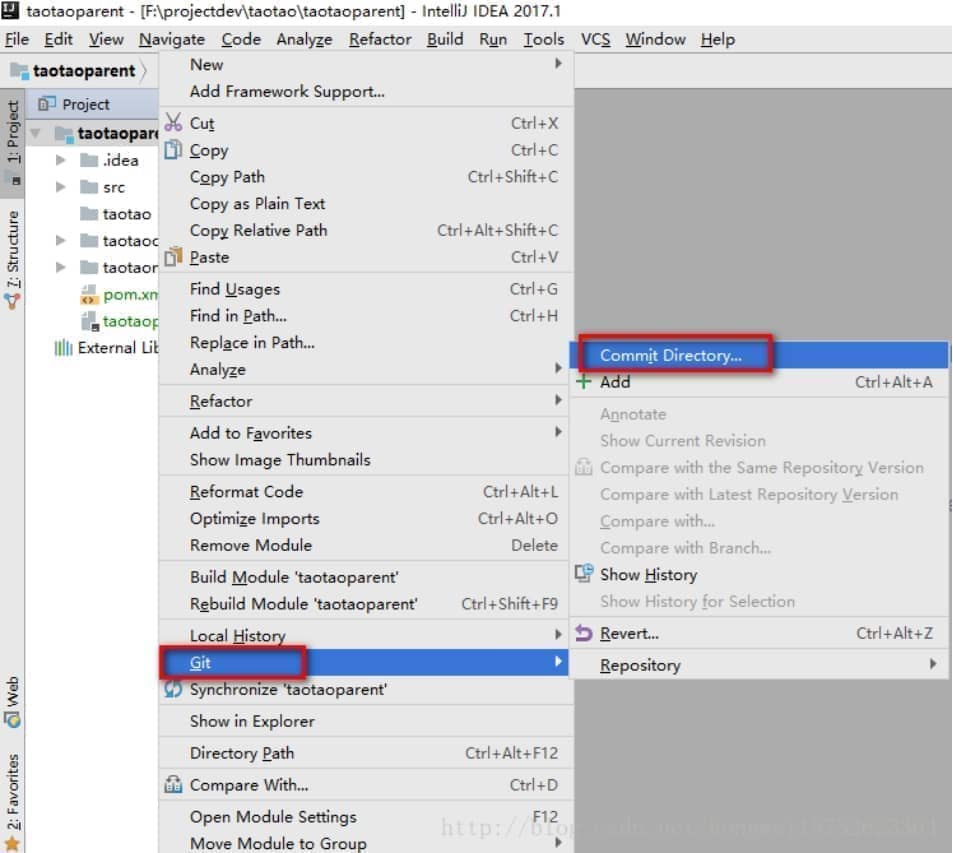 taotaoparent - [F:\projectdev\taotao\taotaoparent] - IntelliJ IDEA 2017.1
File Edit View Navigate Code Analyze Refactor Build Run Tools VCS Window Help
taotaoparent
1: Project
7: Structure
Web
2: Favorites
Project
taotaopare
.idea
src
taotao
taotaoc
taotaor
pom.xm
taotaop
External Lib
New
Add Framework Support...
Cut Ctrl+X
Copy Ctrl+C
Copy Path Ctrl+Shift+C
Copy as Plain Text
Copy Relative Path Ctrl+Alt+Shift+C
Paste Ctrl+V
Find Usages Ctrl+G
Find in Path... Ctrl+H
Replace in Path...
Analyze
Refactor
Add to Favorites
Show Image Thumbnails
Reformat Code Ctrl+Alt+L
Optimize Imports Ctrl+Alt+O
Remove Module Delete
Build Module 'taotaoparent'
Rebuild Module 'taotaoparent' Ctrl+Shift+F9
Local History
Git
Synchronize 'taotaoparent'
Show in Explorer
Directory Path Ctrl+Alt+F12
Compare With... Ctrl+D
Open Module Settings F12
Move Module to Group
Commit Directory...
Add Ctrl+Alt+A
Annotate
Show Current Revision
Compare with the Same Repository Version
Compare with Latest Repository Version
Compare with...
Compare with Branch...
Show History
Show History for Selection
Revert... Ctrl+Alt+Z
Repository